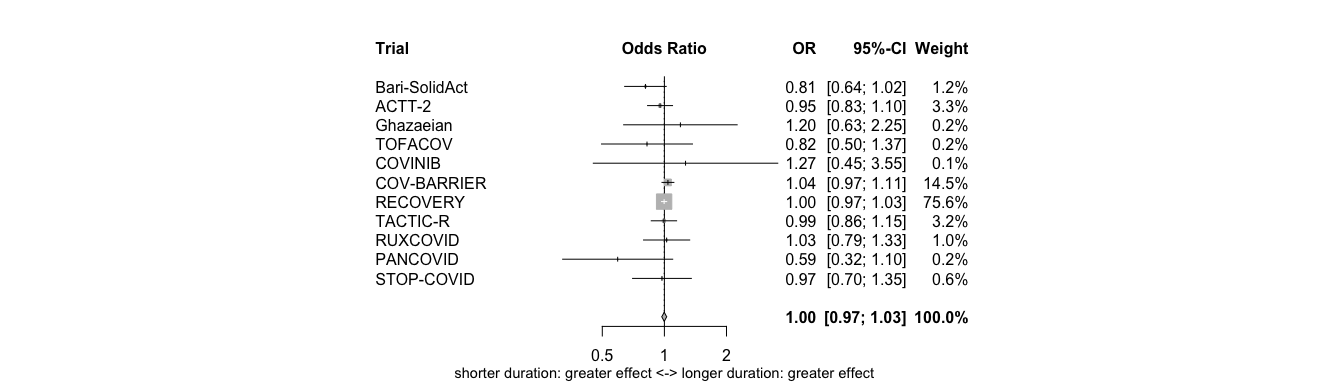 Trial Odds Ratio OR 95%-CI Weight
Bari-SolidAct 0.81 [0.64; 1.02] 1.2%
ACTT-2 0.95 [0.83; 1.10] 3.3%
Ghazaeian 1.20 [0.63; 2.25] 0.2%
TOFACOV 0.82 [0.50; 1.37] 0.2%
COVINIB 1.27 [0.45; 3.55] 0.1%
COV-BARRIER 1.04 [0.97; 1.11] 14.5%
RECOVERY 1.00 [0.97; 1.03] 75.6%
TACTIC-R 0.99 [0.86; 1.15] 3.2%
RUXCOVID 1.03 [0.79; 1.33] 1.0%
PANCOVID 0.59 [0.32; 1.10] 0.2%
STOP-COVID 0.97 [0.70; 1.35] 0.6%
1.00 [0.97; 1.03] 100.0%
0.5 1 2
shorter duration: greater effect <-> longer duration: greater effect